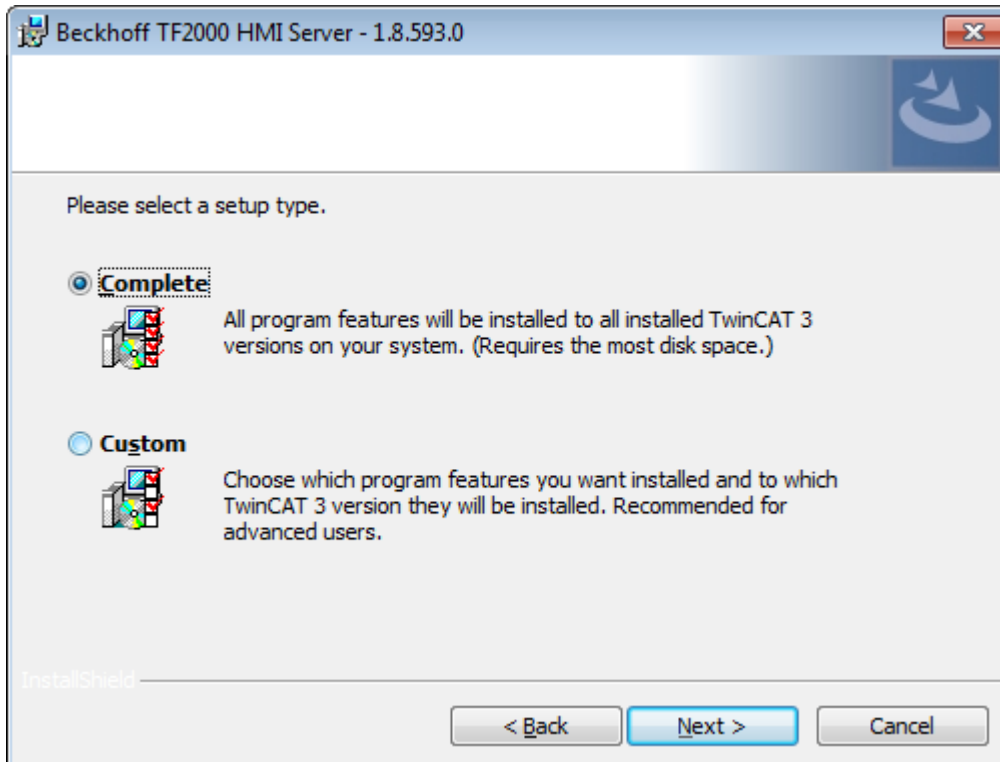 Beckhoff TF2000 HMI Server - 1.8.593.0
Please select a setup type.
Complete
All program features will be installed to all installed TwinCAT 3
versions on your system. (Requires the most disk space.)
Custom
Choose which program features you want installed and to which
TwinCAT 3 version they will be installed. Recommended for
advanced users.
InstallShield
< Back
Next >
Cancel